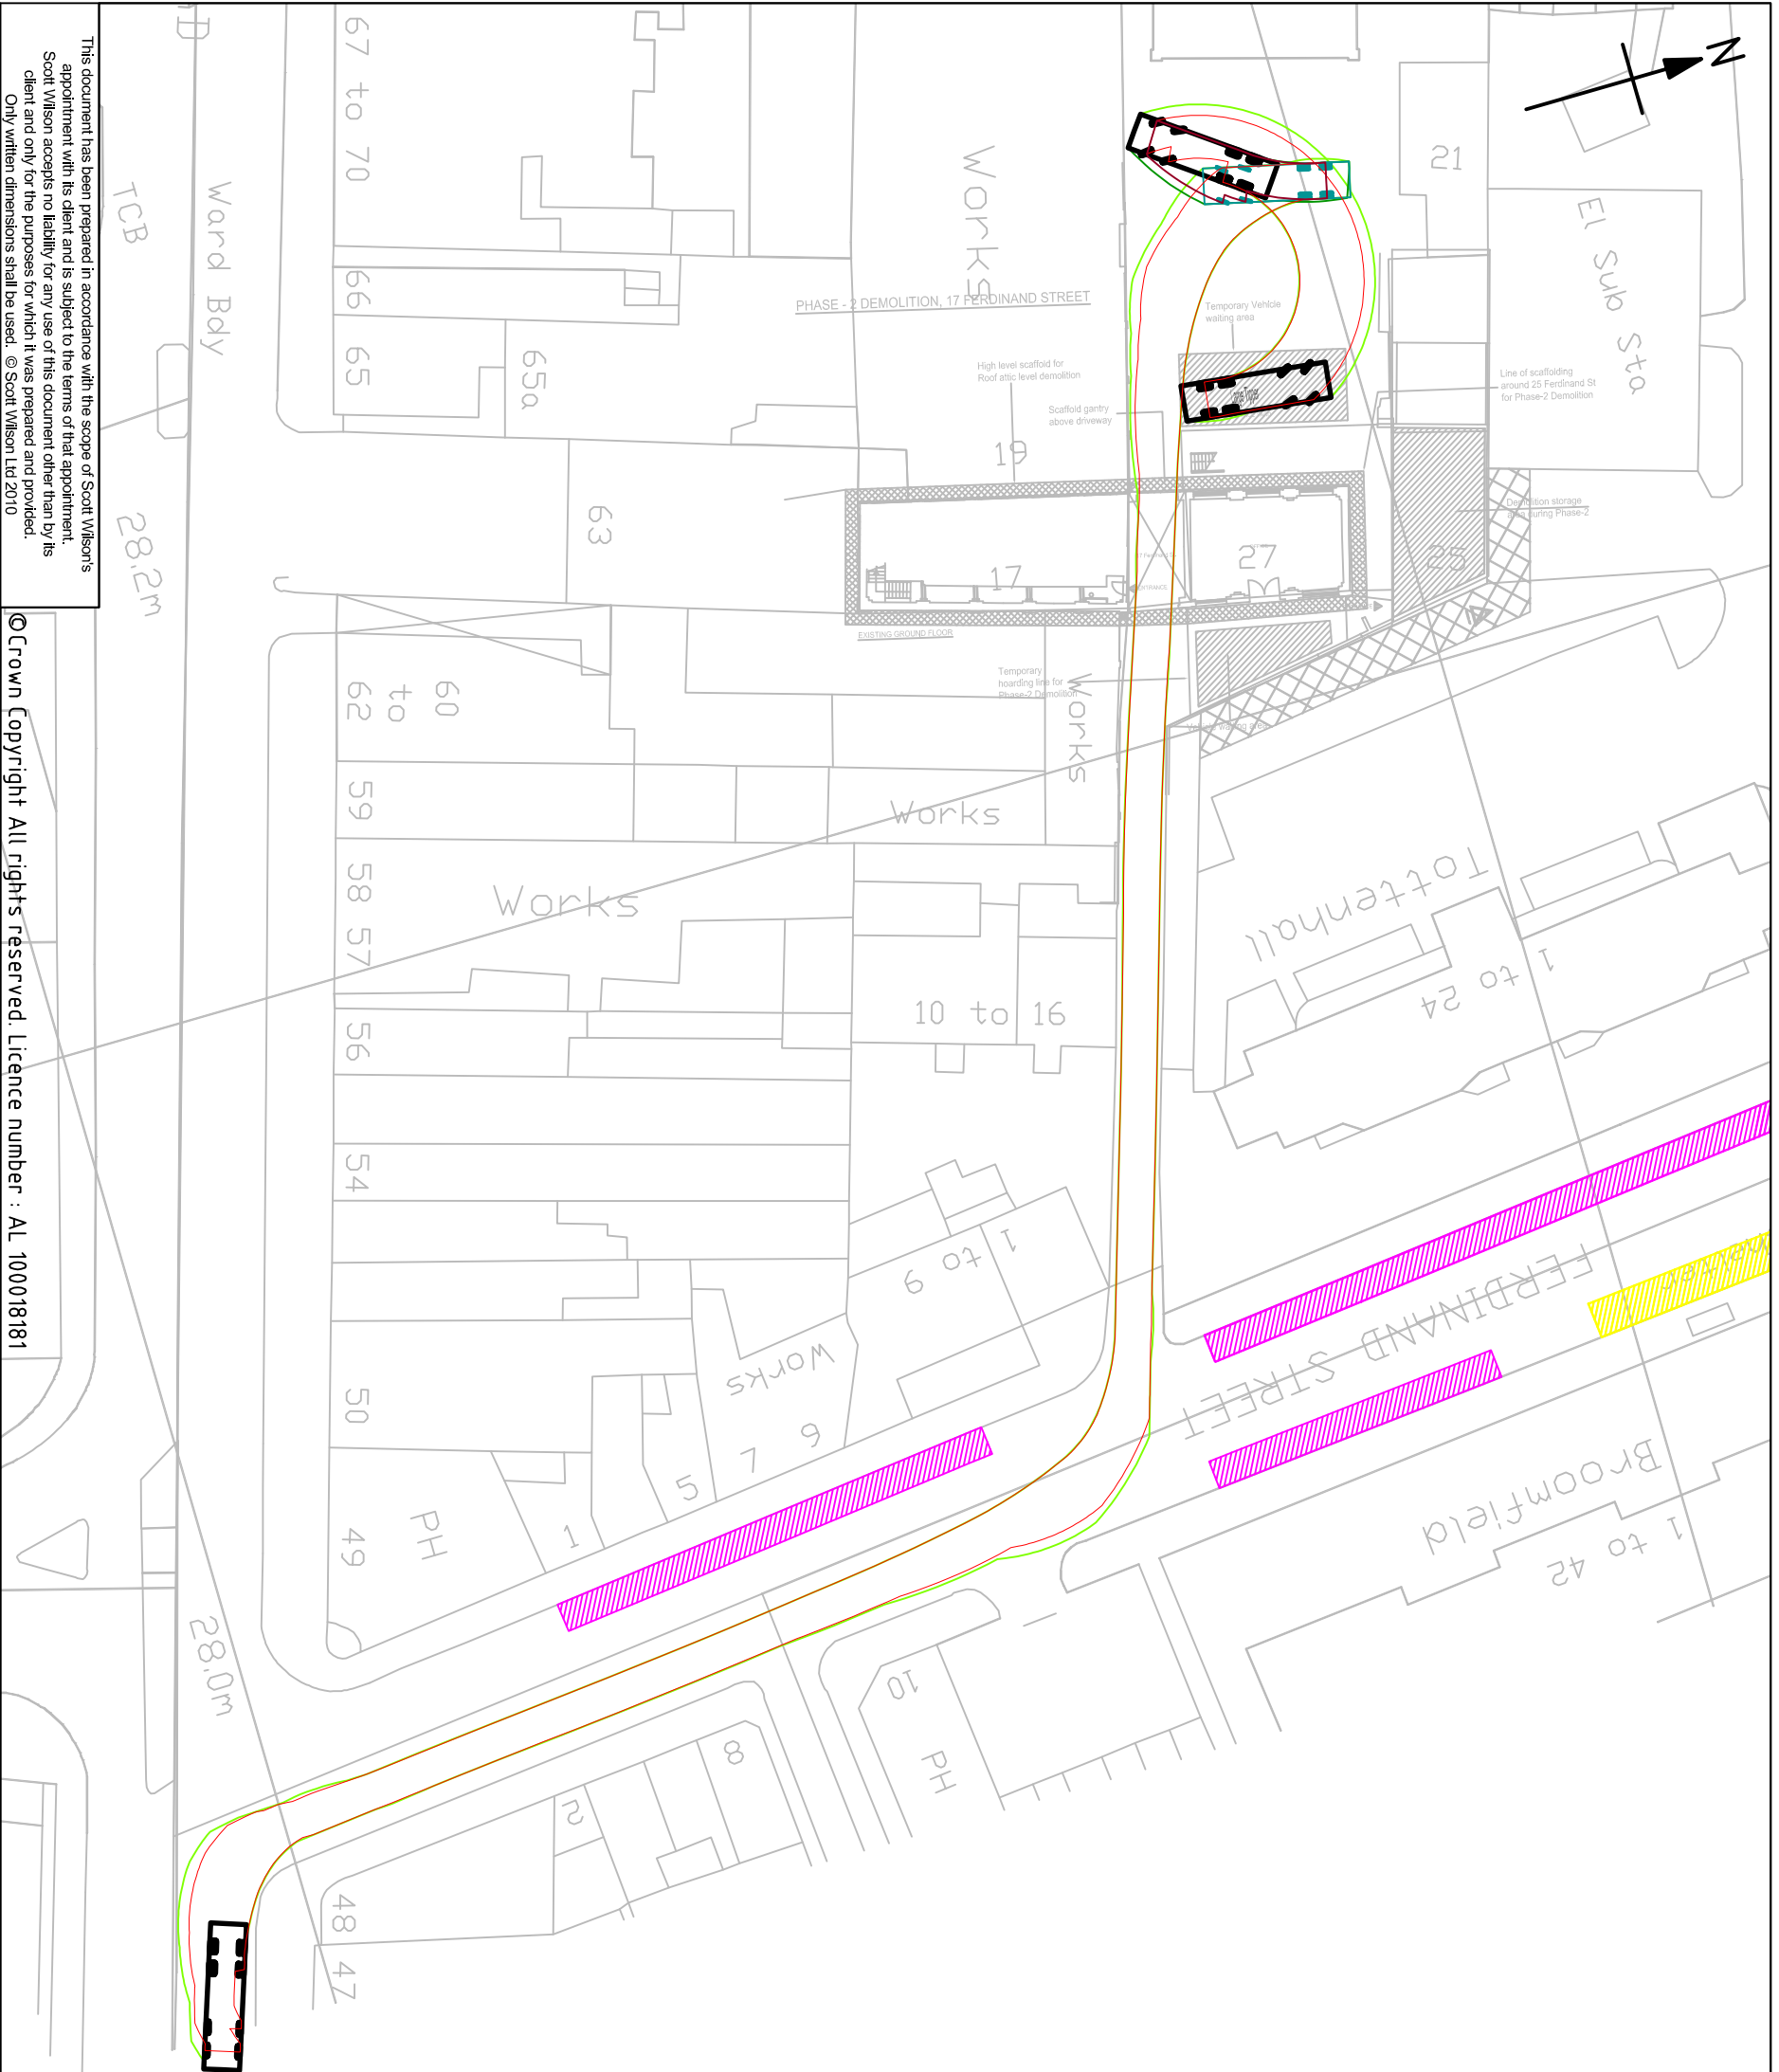 N
This document has been prepared in accordance with the scope of Scott Wilson's
appointment with its client and is subject to the terms of that appointment.
Scott Wilson accepts no liability for any use of this document other than by its
client and only for the purposes for which it was prepared and provided.
Only written dimensions shall be used. © Scott Wilson Ltd 2010
©Crown Copyright All rights reserved. Licence number : AL 100018181
TCB
Ward Bdy
28.2m
28.0m
67 to 70
66
65
65a
63
60
to
62
59
58
57
56
54
50
49
48
47
Works
21
El Sub Sta
PHASE - 2 DEMOLITION, 17 FERDINAND STREET
Temporary Vehicle
waiting area
High level scaffold for
Roof attic level demolition
Scaffold gantry
above driveway
Line of scaffolding
around 25 Ferdinand St
for Phase-2 Demolition
Demolition storage
area during Phase-2
19
17
27
25
ENTRANCE
EXISTING GROUND FLOOR
Temporary
hoarding line for
Phase-2 Demolition
Vehicle waiting area
Works
Works
Works
10 to 16
Tottenhall
1 to 24
1 to 9
Works
FERDINAND STREET
Broomfield
1 to 42
PH
1
5
7
9
10
PH
8
2